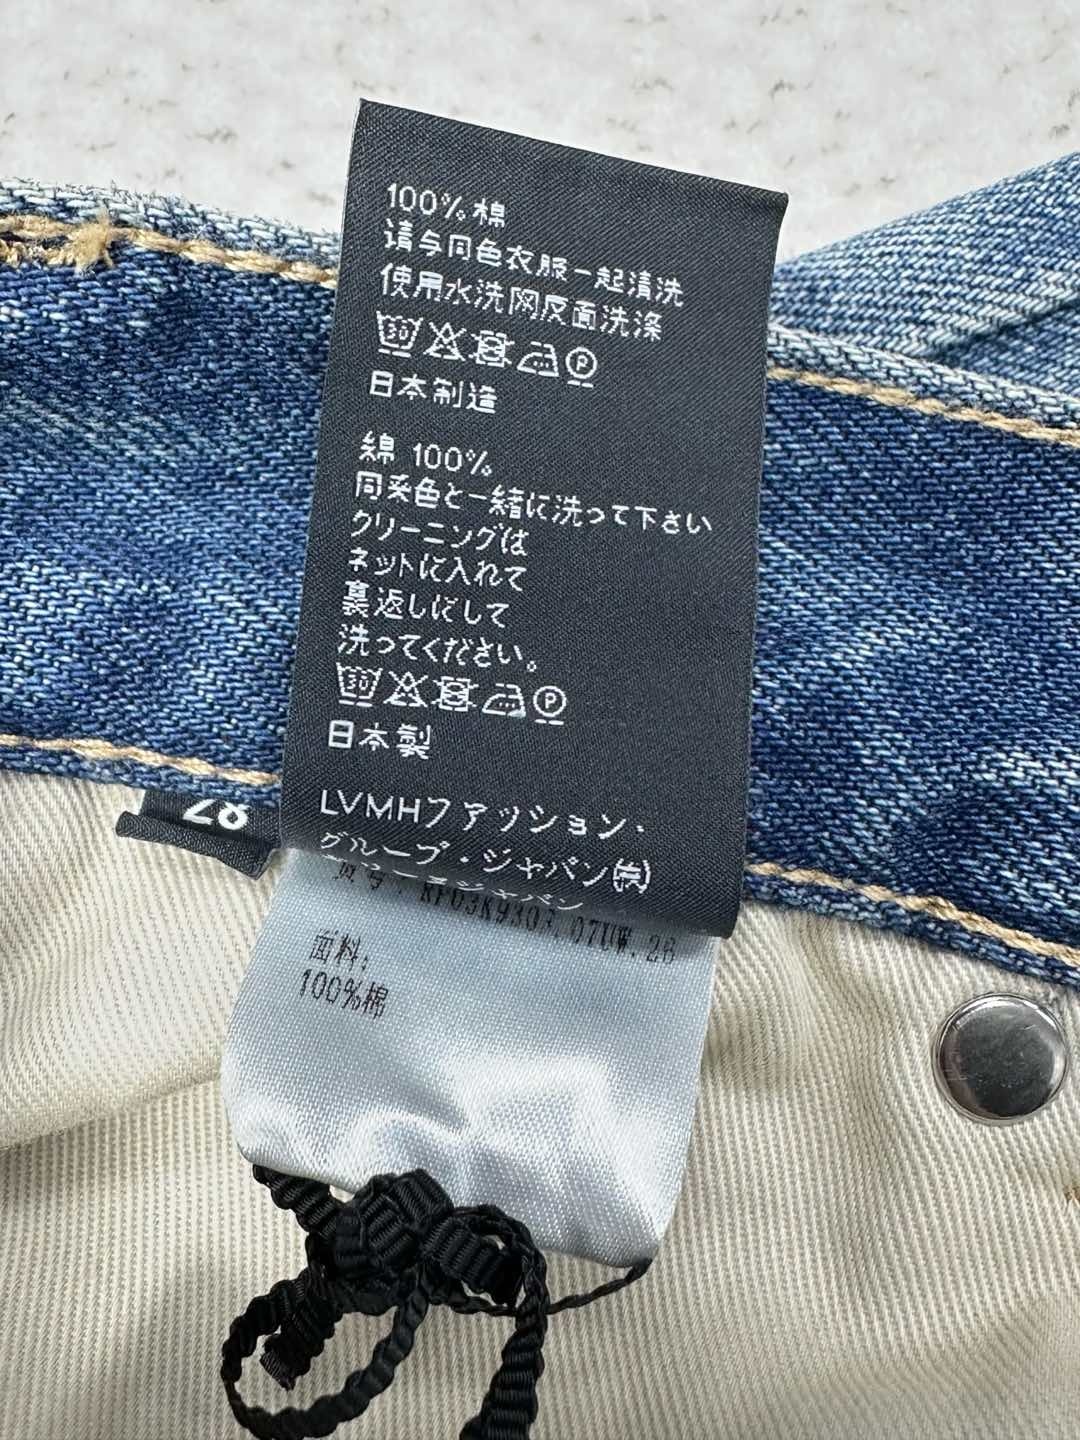 100%棉
请与同色衣服一起清洗
使用水洗网反面洗涤
30 P
日本制造
綿 100%
同系色と一緒に洗って下さい
クリーニングは
ネットに入れて
裏返しにして
洗ってください。
30 P
日本製
LVMHファッション・
グループ・ジャパン㈱
28
.07UW.26
面料:
100%棉